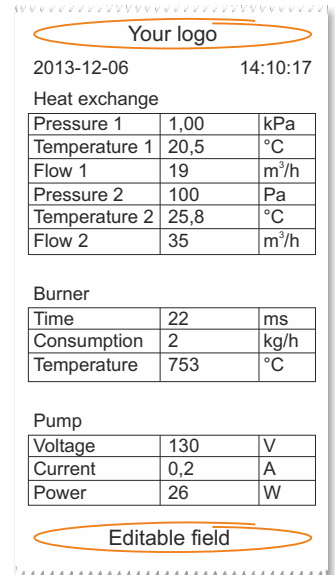 Your logo
2013-12-06 14:10:17
Heat exchange
Pressure 1 1,00 kPa
Temperature 1 20,5 °C
Flow 1 19 m³/h
Pressure 2 100 Pa
Temperature 2 25,8 °C
Flow 2 35 m³/h
Burner
Time 22 ms
Consumption 2 kg/h
Temperature 753 °C
Pump
Voltage 130 V
Current 0,2 A
Power 26 W
Editable field